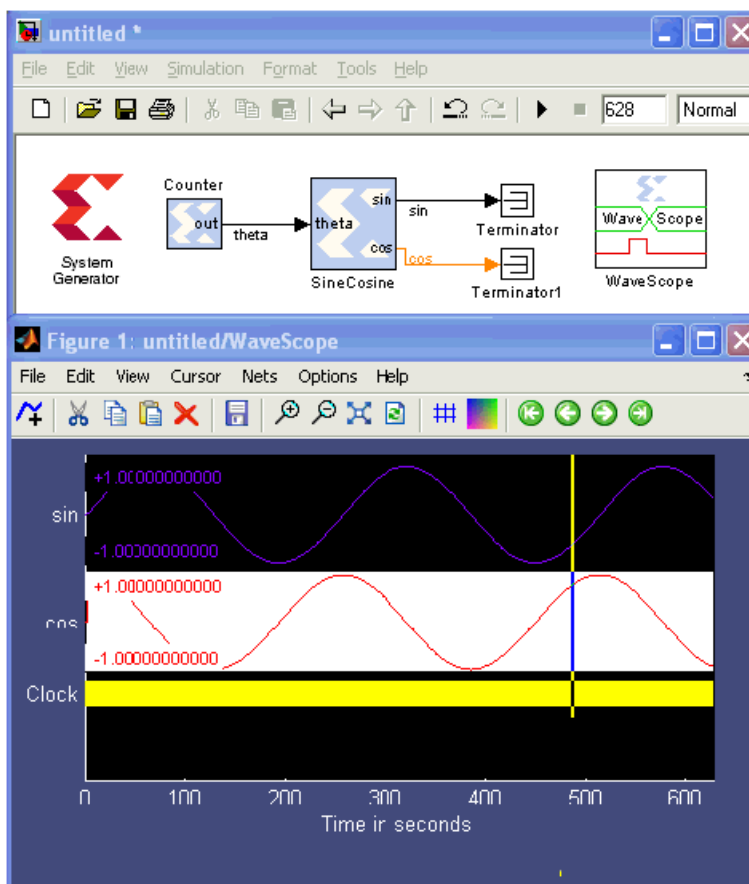 untitled *
File Edit View Simulation Format Tools Help
628 Normal
System
Generator
Counter
out
theta
theta
sin
cos
SineCosine
sin
cos
Terminator
Terminator1
Wave Scope
WaveScope
Figure 1: untitled/WaveScope
File Edit View Cursor Nets Options Help
sin
+1.00000000000
-1.00000000000
cos
+1.00000000000
-1.00000000000
Clock
0 100 200 300 400 500 600
Time in seconds